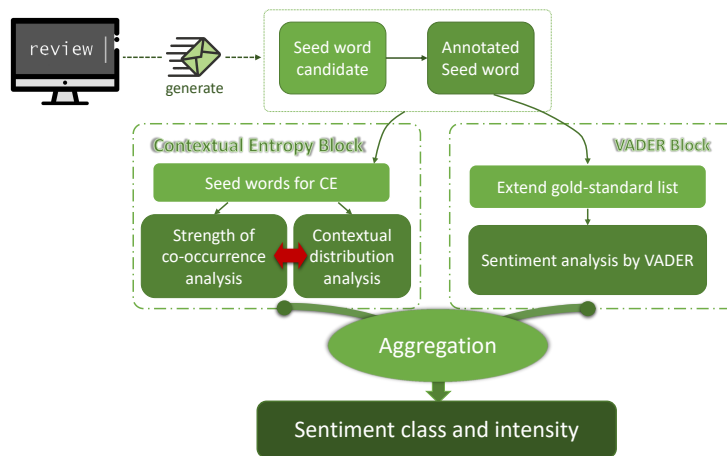 review
generate
Seed word
candidate
Annotated
Seed word
Contextual Entropy Block
VADER Block
Seed words for CE
Extend gold-standard list
Strength of
co-occurrence
analysis
Contextual
distribution
analysis
Sentiment analysis by VADER
Aggregation
Sentiment class and intensity